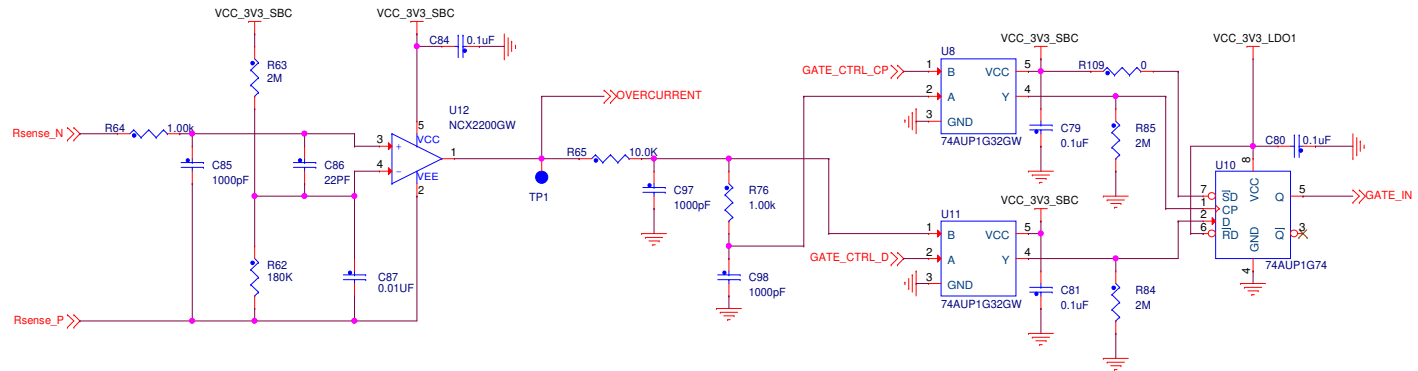 VCC_3V3_SBC
VCC_3V3_SBC
C84
0.1uF
R63
2M
U12
NCX2200GW
OVERCURRENT
Rsense_N
R64
1.00k
5
VCC
3
+
4
-
1
VEE
2
C85
1000pF
C86
22PF
R62
180K
C87
0.01UF
Rsense_P
TP1
R65
10.0K
C97
1000pF
R76
1.00k
C98
1000pF
GATE_CTRL_CP
U8
1
B
VCC
5
2
A
Y
4
3
GND
74AUP1G32GW
VCC_3V3_SBC
R109
0
C79
0.1uF
R85
2M
VCC_3V3_SBC
U11
1
B
VCC
5
GATE_CTRL_D
2
A
Y
4
3
GND
74AUP1G32GW
C81
0.1uF
R84
2M
VCC_3V3_LDO1
C80
0.1uF
U10
8
VCC
7
SD
1
CP
2
D
6
RD
Q
5
GATE_IN
Q
3
GND
4
74AUP1G74